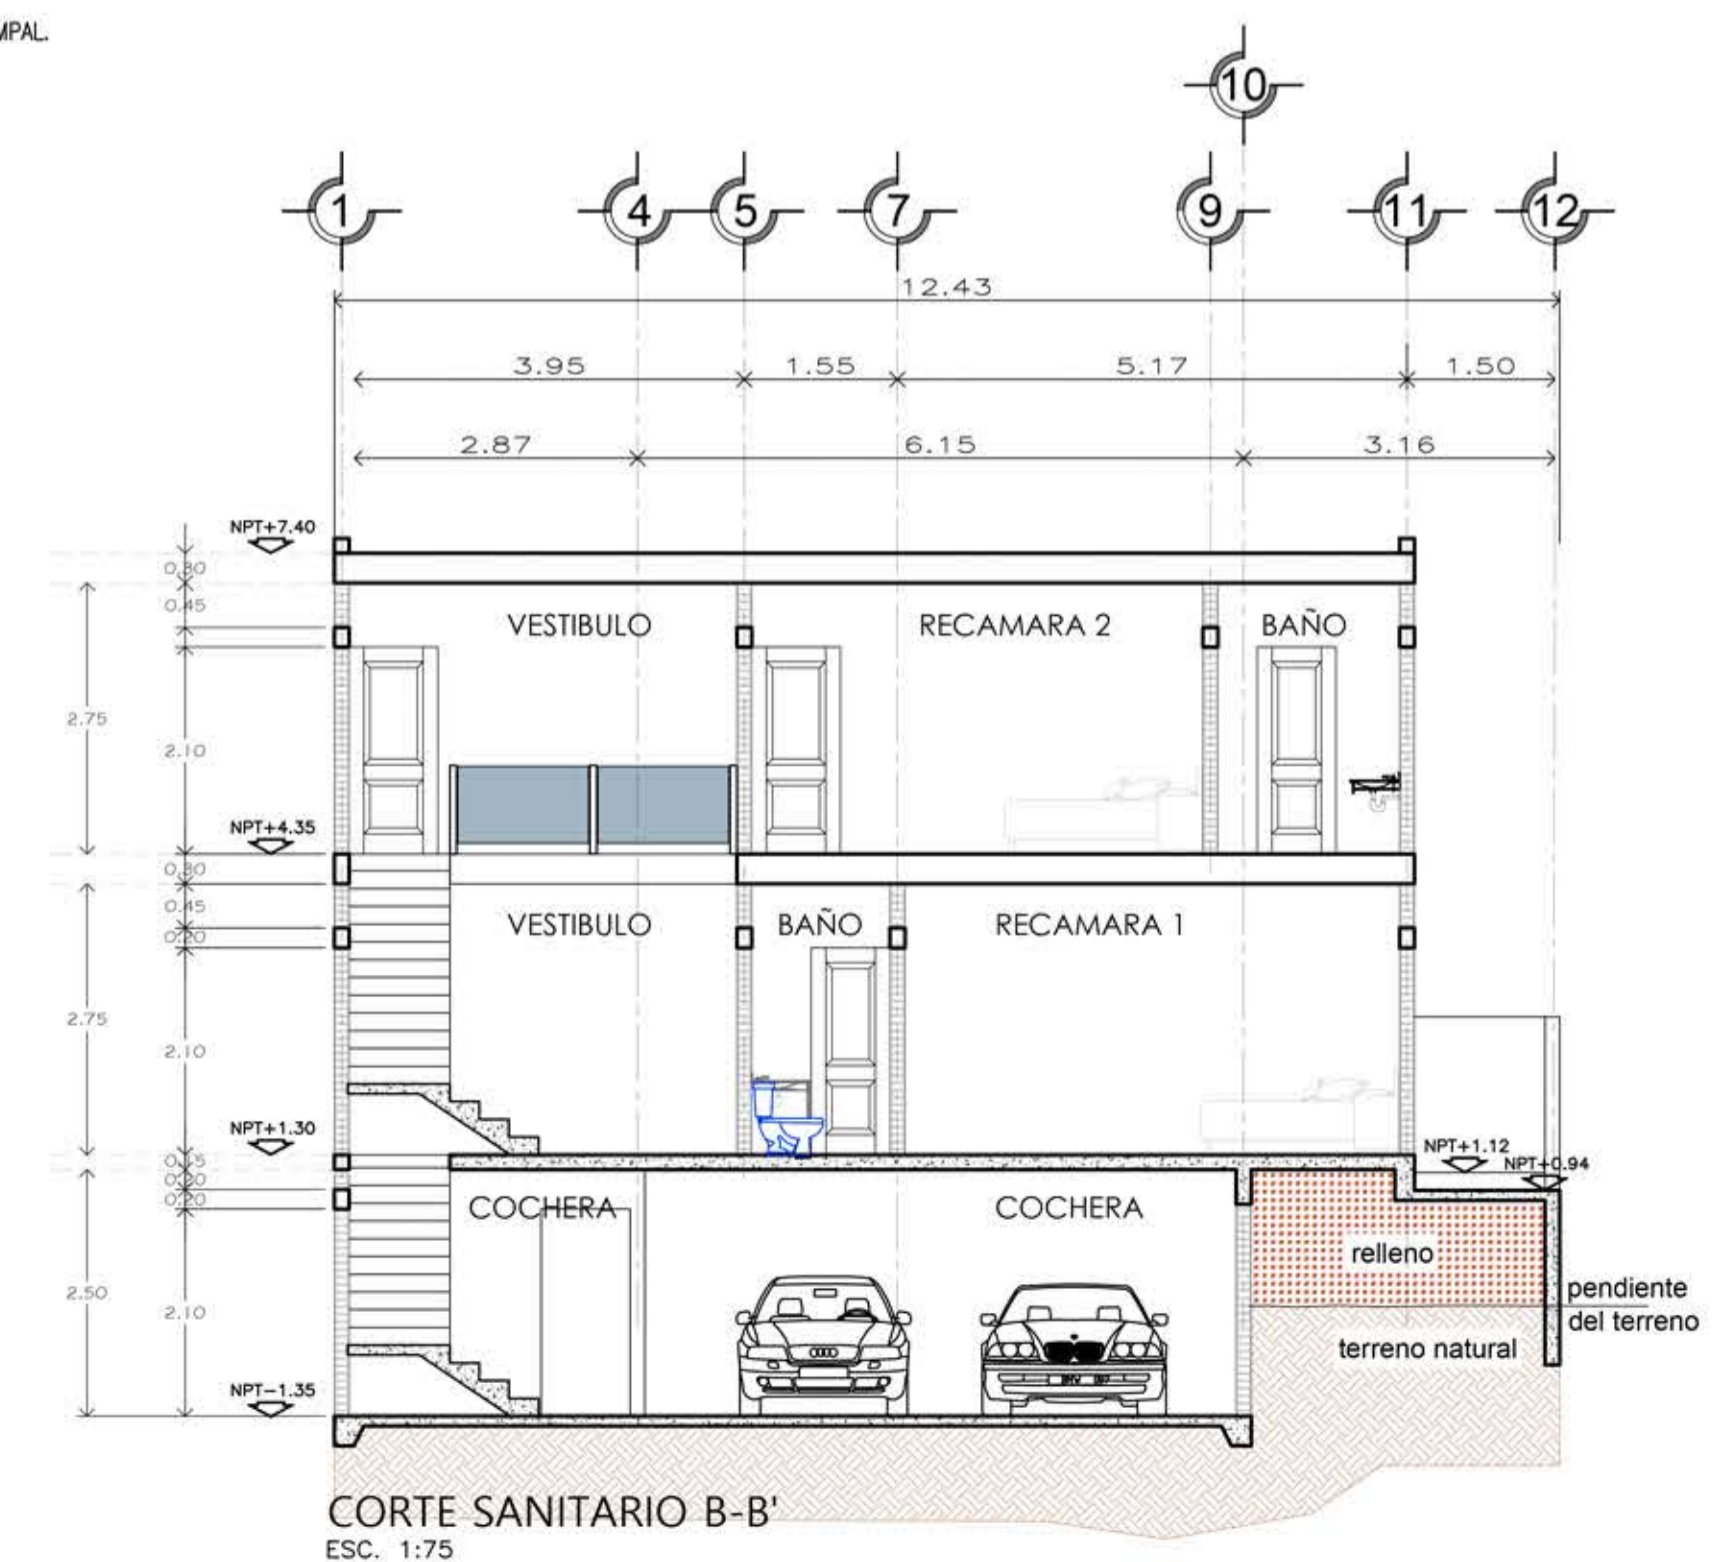 MPAL.
10
1 4 5 7 9 11 12
12.43
3.95 1.55 5.17 1.50
2.87 6.15 3.16
NPT+7.40
0.30
0.45
VESTIBULO RECAMARA 2 BAÑO
2.75
2.10
NPT+4.35
0.30
0.45
VESTIBULO BAÑO RECAMARA 1
0.20
2.75
2.10
NPT+1.30
NPT+1.12
NPT+0.94
0.20
0.20
COCHERA COCHERA
relleno
pendiente
del terreno
2.50
2.10
terreno natural
NPT-1.35
CORTE SANITARIO B-B'
ESC. 1:75